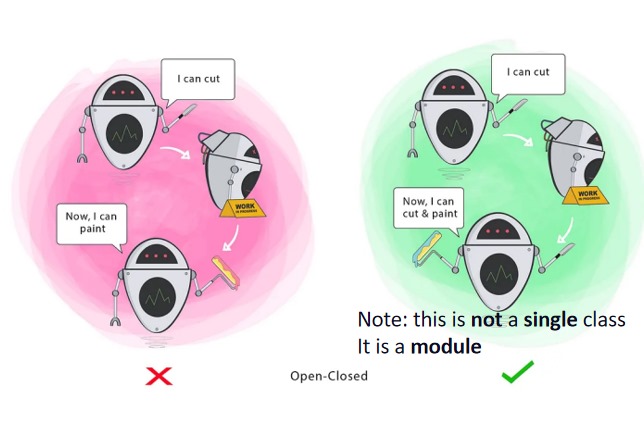 I can cut
WORK
IN PROGRESS
Now, I can
paint
I can cut
WORK
IN PROGRESS
Now, I can
cut & paint
Note: this is not a single class
It is a module
Open-Closed